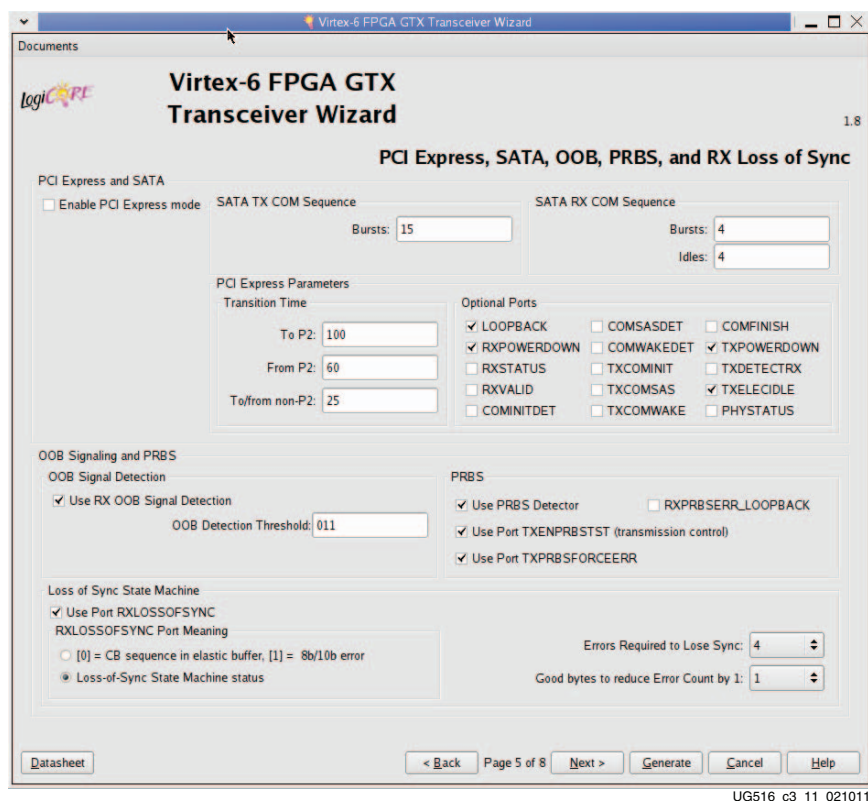 Virtex-6 FPGA GTX Transceiver Wizard
Documents
LogiCORE
Virtex-6 FPGA GTX
Transceiver Wizard
1.8
PCI Express, SATA, OOB, PRBS, and RX Loss of Sync
PCI Express and SATA
Enable PCI Express mode
SATA TX COM Sequence
Bursts: 15
SATA RX COM Sequence
Bursts: 4
Idles: 4
PCI Express Parameters
Transition Time
To P2: 100
From P2: 60
To/from non-P2: 25
Optional Ports
LOOPBACK COMSASDET COMFINISH
RXPOWERDOWN COMWAKEDET TXPOWERDOWN
RXSTATUS TXCOMINIT TXDETECTRX
RXVALID TXCOMSAS TXELECIDLE
COMINITDET TXCOMWAKE PHYSTATUS
OOB Signaling and PRBS
OOB Signal Detection
Use RX OOB Signal Detection
OOB Detection Threshold: 011
PRBS
Use PRBS Detector RXPRBSERR_LOOPBACK
Use Port TXENPRBSTST (transmission control)
Use Port TXPRBSFORCEERR
Loss of Sync State Machine
Use Port RXLOSSOFSYNC
RXLOSSOFSYNC Port Meaning
[0] = CB sequence in elastic buffer, [1] = 8b/10b error
Loss-of-Sync State Machine status
Errors Required to Lose Sync: 4
Good bytes to reduce Error Count by 1: 1
Datasheet < Back Page 5 of 8 Next > Generate Cancel Help
UG516_c3_11_021011